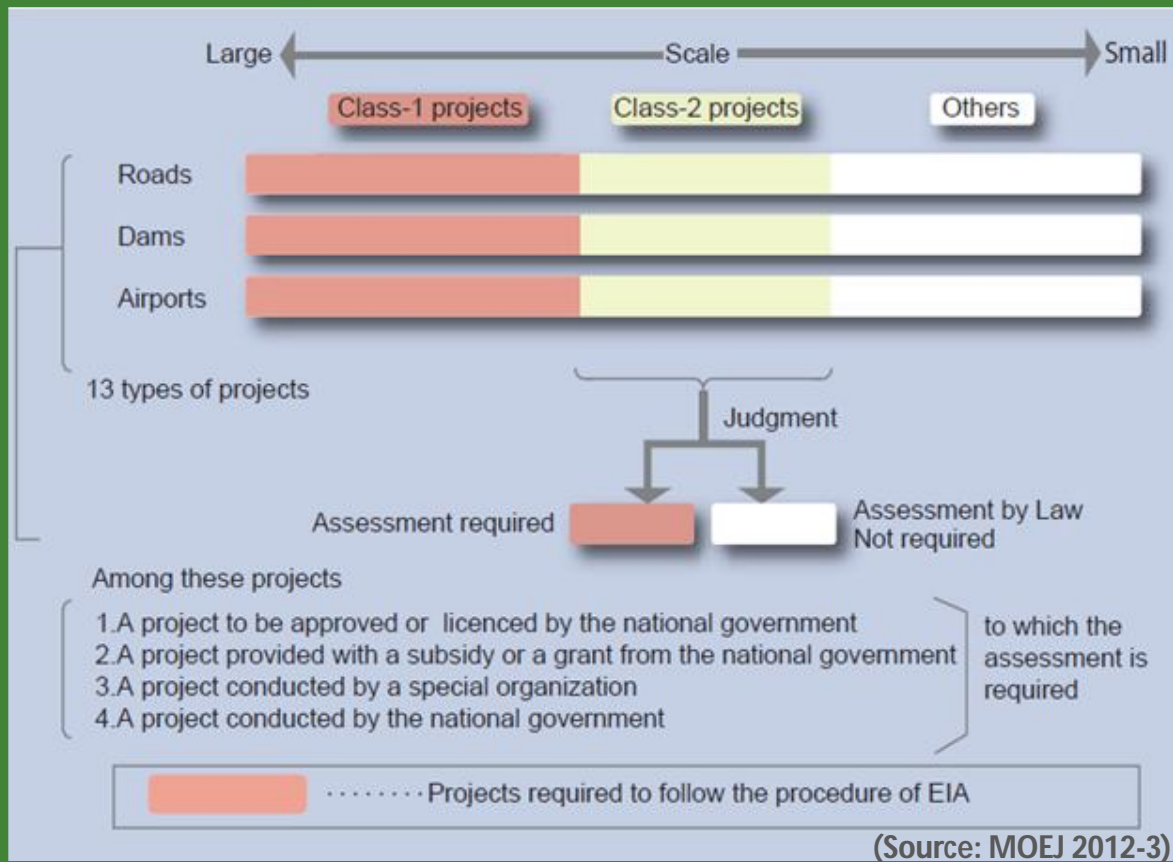 Large Scale Small
Class-1 projects Class-2 projects Others
Roads
Dams
Airports
13 types of projects
Judgment
Assessment required
Assessment by Law
Not required
Among these projects
1.A project to be approved or licenced by the national government
2.A project provided with a subsidy or a grant from the national government
3.A project conducted by a special organization
4.A project conducted by the national government
to which the
assessment is
required
········Projects required to follow the procedure of EIA
(Source: MOEJ 2012-3)